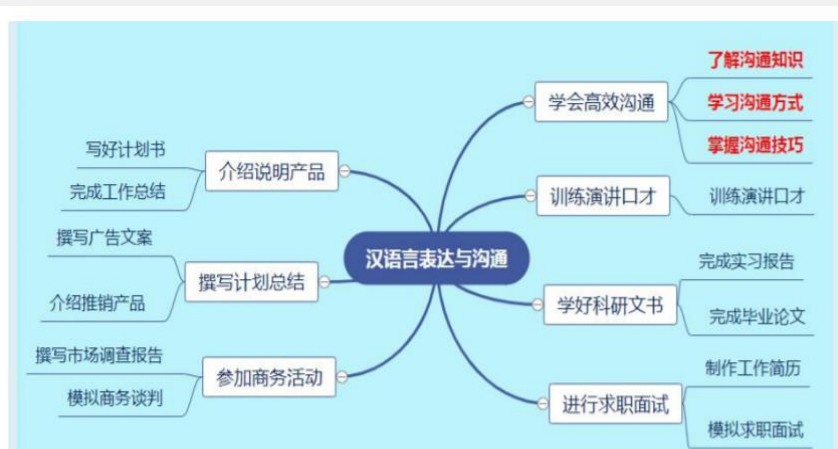 汉语言表达与沟通
学会高效沟通
了解沟通知识
学习沟通方式
掌握沟通技巧
训练演讲口才
训练演讲口才
学好科研文书
完成实习报告
完成毕业论文
进行求职面试
制作工作简历
模拟求职面试
介绍说明产品
写好计划书
完成工作总结
撰写计划总结
撰写广告文案
介绍推销产品
参加商务活动
撰写市场调查报告
模拟商务谈判